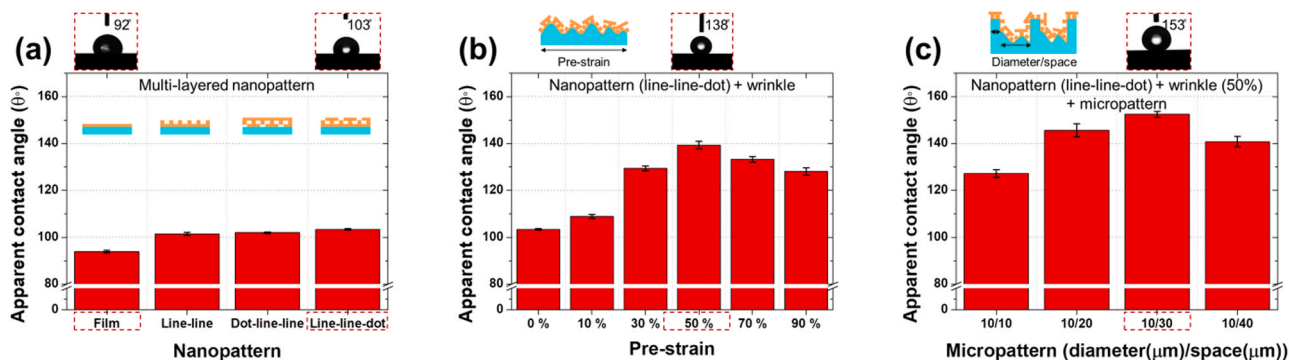 (a)
92°
103°
Multi-layered nanopattern
Apparent contact angle (θ°)
160
140
120
100
80
0
Film
Line-line
Dot-line-line
Line-line-dot
Nanopattern
(b)
Pre-strain
138°
Nanopattern (line-line-dot) + wrinkle
Apparent contact angle (θ°)
160
140
120
100
80
0
0 %
10 %
30 %
50 %
70 %
90 %
Pre-strain
(c)
Diameter/space
153°
Nanopattern (line-line-dot) + wrinkle (50%)
+ micropattern
Apparent contact angle (θ°)
160
140
120
100
80
0
10/10
10/20
10/30
10/40
Micropattern (diameter(μm)/space(μm))